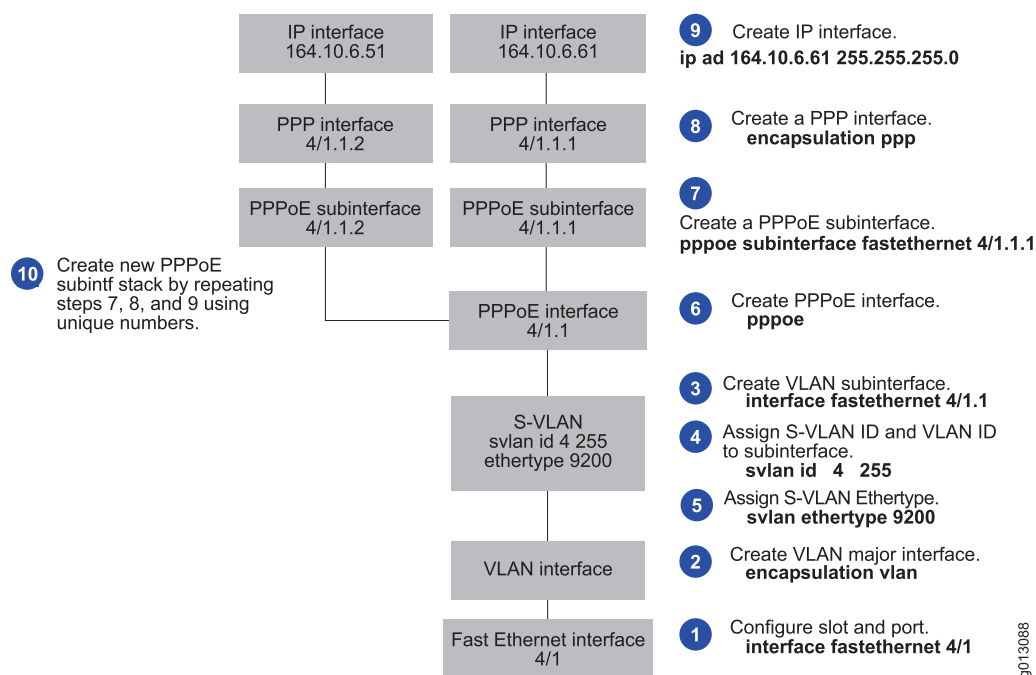 IP interface
164.10.6.51
IP interface
164.10.6.61
9 Create IP interface.
ip ad 164.10.6.61 255.255.255.0
PPP interface
4/1.1.2
PPP interface
4/1.1.1
8 Create a PPP interface.
encapsulation ppp
PPPoE subinterface
4/1.1.2
PPPoE subinterface
4/1.1.1
7
Create a PPPoE subinterface.
pppoe subinterface fastethernet 4/1.1.1
10 Create new PPPoE
subintf stack by repeating
steps 7, 8, and 9 using
unique numbers.
PPPoE interface
4/1.1
6 Create PPPoE interface.
pppoe
3 Create VLAN subinterface.
interface fastethernet 4/1.1
S-VLAN
svlan id 4 255
ethertype 9200
4 Assign S-VLAN ID and VLAN ID
to subinterface.
svlan id 4 255
5 Assign S-VLAN Ethertype.
svlan ethertype 9200
VLAN interface
2 Create VLAN major interface.
encapsulation vlan
Fast Ethernet interface
4/1
1 Configure slot and port.
interface fastethernet 4/1
g013088